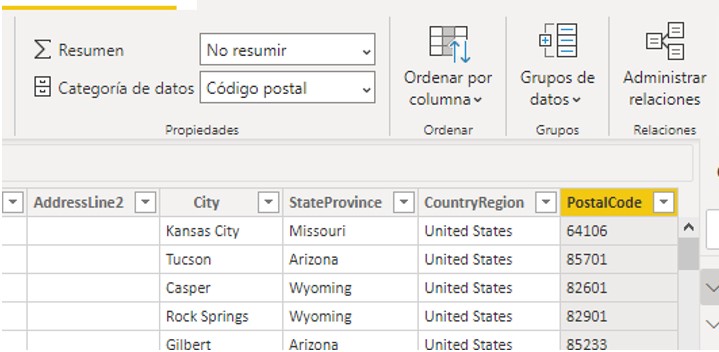 Resumen No resumir
Categoría de datos Código postal
Propiedades
Ordenar por
columna
Ordenar
Grupos de
datos
Grupos
Administrar
relaciones
Relaciones
AddressLine2 City StateProvince CountryRegion PostalCode
Kansas City Missouri United States 64106
Tucson Arizona United States 85701
Casper Wyoming United States 82601
Rock Springs Wyoming United States 82901
Gilbert Arizona United States 85233